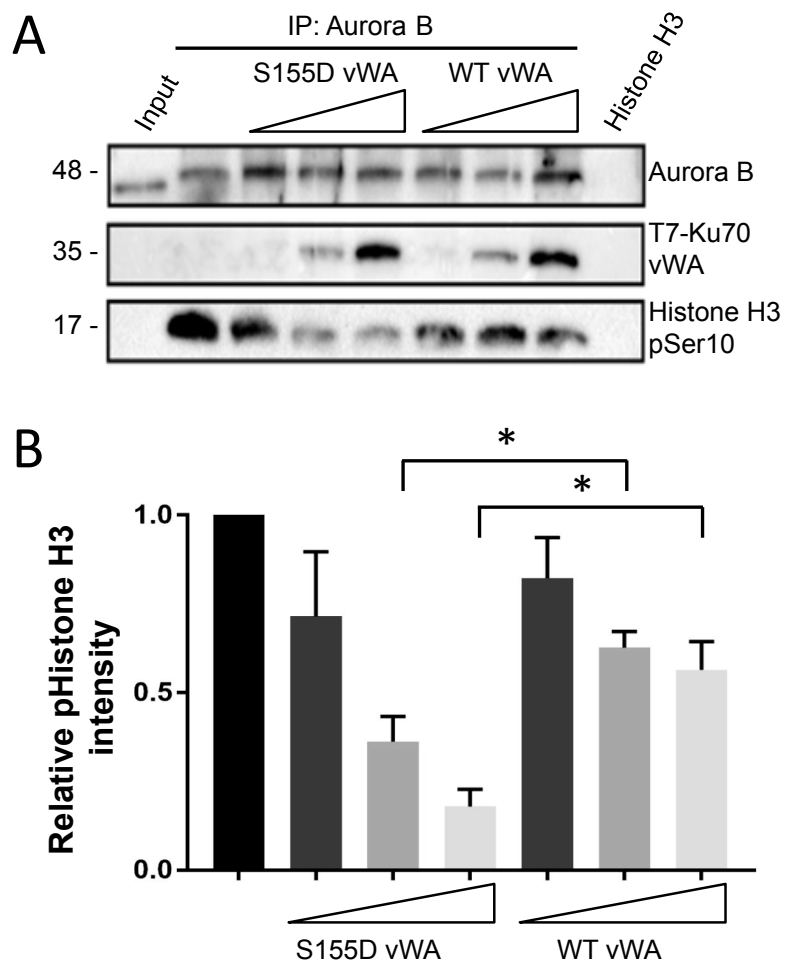 A
IP: Aurora B
S155D vWA WT vWA
Input
Histone H3
48 -
Aurora B
35 -
T7-Ku70
vWA
17 -
Histone H3
pSer10
B
* 
*
Relative pHistone H3
intensity
1.0
0.5
0.0
S155D vWA WT vWA